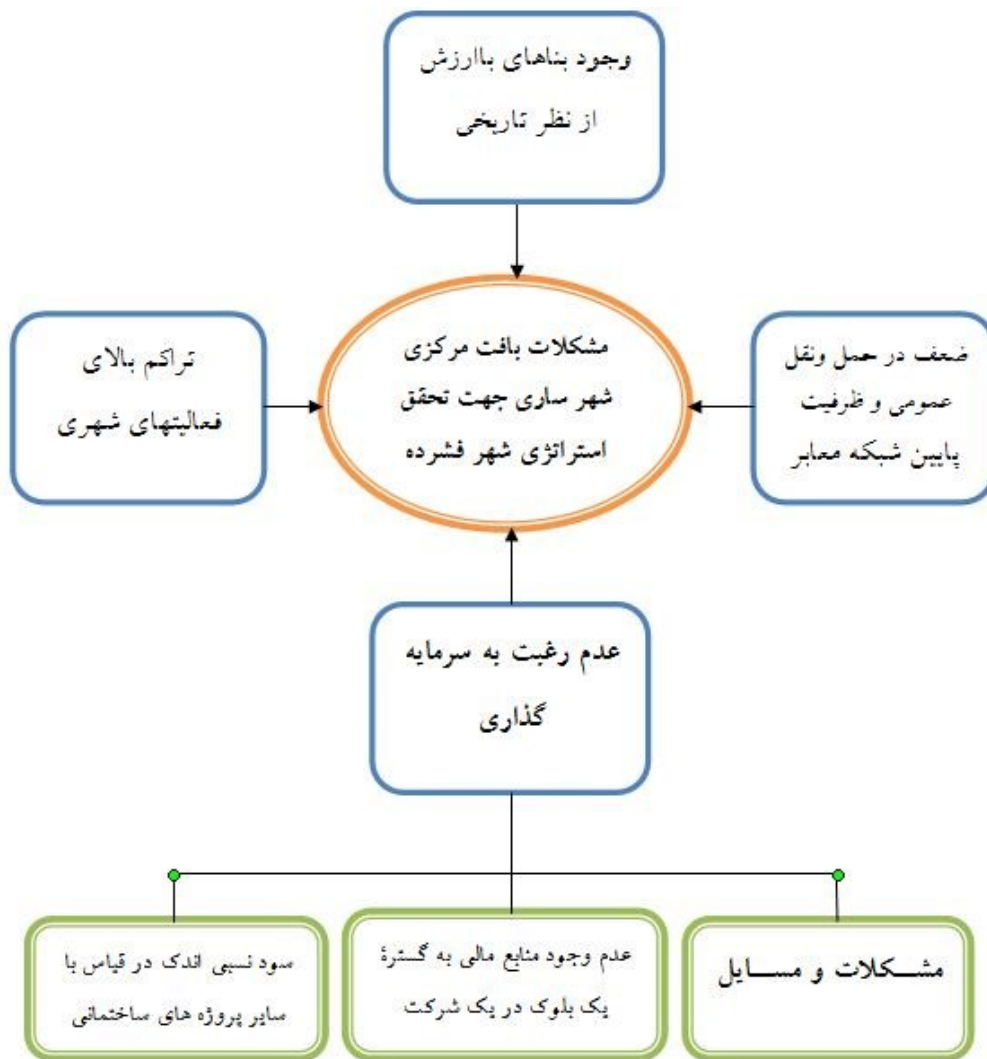 وجود بناهای باارزش
از نظر تاریخی
مشکلات بافت مرکزی
شهر ساری جهت تحقق
استراتژی شهر فشرده
ضعف در حمل ونقل
عمومی و ظرفیت
پایین شبکه معابر
تراکم بالای
فعالیتهای شهری
عدم رغبت به سرمایه
گذاری
مشــکلات و مســایل
عدم وجود منابع مالی به گسترهٔ
یک بلوک در یک شرکت
سود نسبی اندک در قیاس با
سایر پروژه های ساختمانی